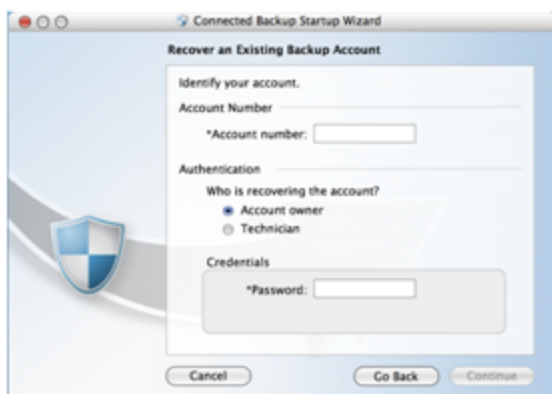 Connected Backup Startup Wizard
Recover an Existing Backup Account
Identify your account.
Account Number
*Account number:
Authentication
Who is recovering the account?
Account owner
Technician
Credentials
*Password:
Cancel
Go Back
Continue